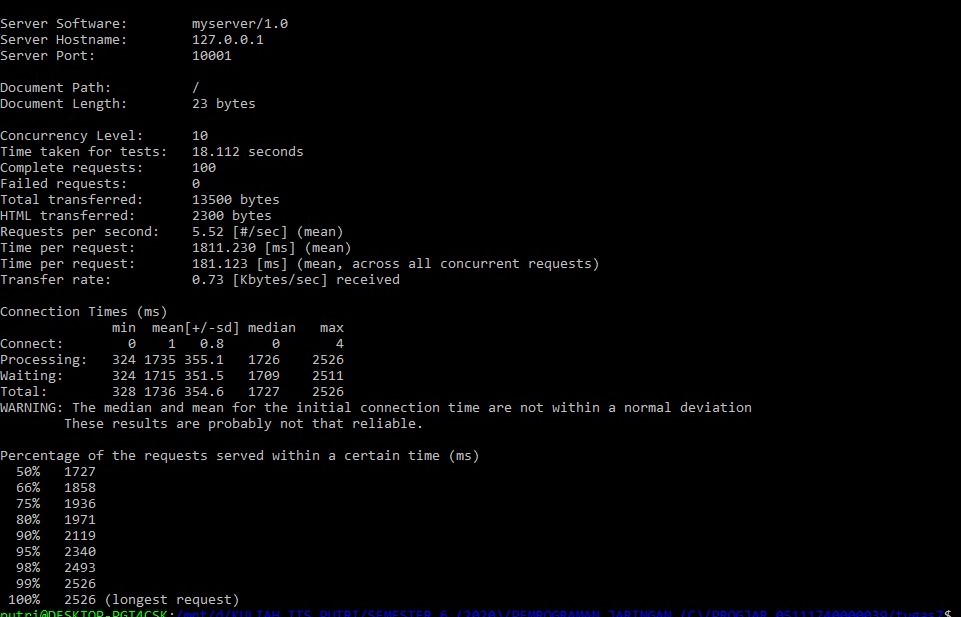 Server Software:        myserver/1.0
Server Hostname:        127.0.0.1
Server Port:            10001

Document Path:          /
Document Length:        23 bytes

Concurrency Level:      10
Time taken for tests:   18.112 seconds
Complete requests:      100
Failed requests:        0
Total transferred:      13500 bytes
HTML transferred:       2300 bytes
Requests per second:    5.52 [#/sec] (mean)
Time per request:       1811.230 [ms] (mean)
Time per request:       181.123 [ms] (mean, across all concurrent requests)
Transfer rate:          0.73 [Kbytes/sec] received

Connection Times (ms)
              min  mean[+/-sd] median   max
Connect:        0    1   0.8      0       4
Processing:   324 1735 355.1   1726    2526
Waiting:      324 1715 351.5   1709    2511
Total:        328 1736 354.6   1727    2526
WARNING: The median and mean for the initial connection time are not within a normal deviation
        These results are probably not that reliable.

Percentage of the requests served within a certain time (ms)
  50%   1727
  66%   1858
  75%   1936
  80%   1971
  90%   2119
  95%   2340
  98%   2493
  99%   2526
 100%   2526 (longest request)
putri@DESKTOP-PGT4CSK:/mnt/d/KULIAH ITS PUTRI/SEMESTER 6 (2020)/PEMPROGRAMAN JARINGAN (C)/PROGJAR_05111740000039/tugas7$